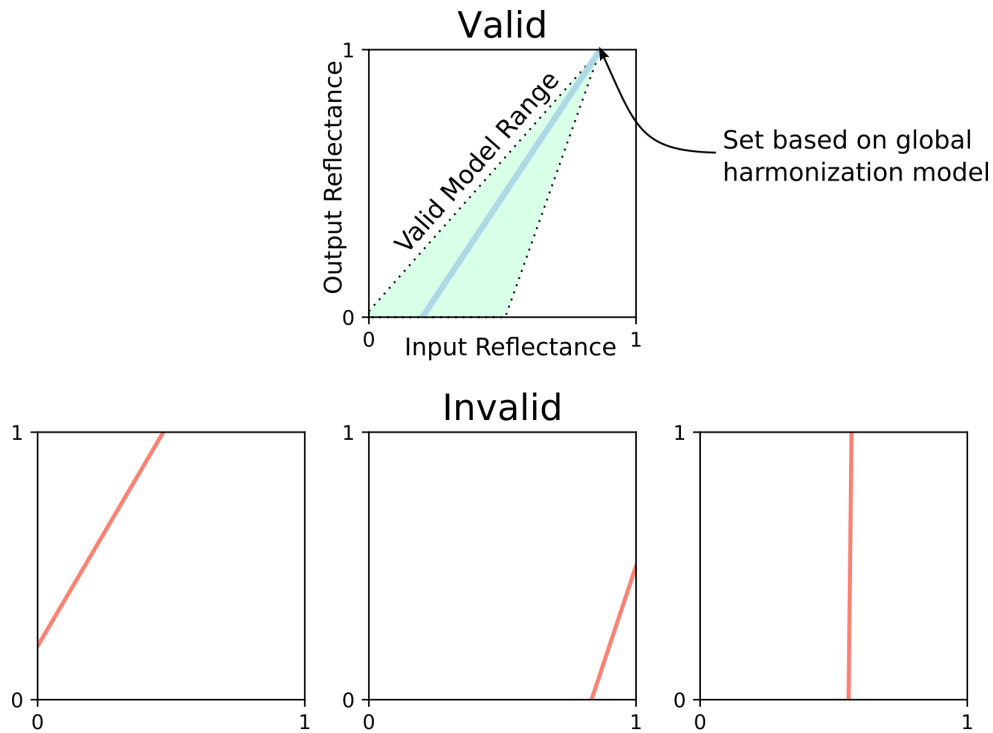 Valid
1
Output Reflectance
Valid Model Range
Set based on global
harmonization model
0
0
Input Reflectance
1
Invalid
1
0
0
1
1
0
0
1
1
0
0
1